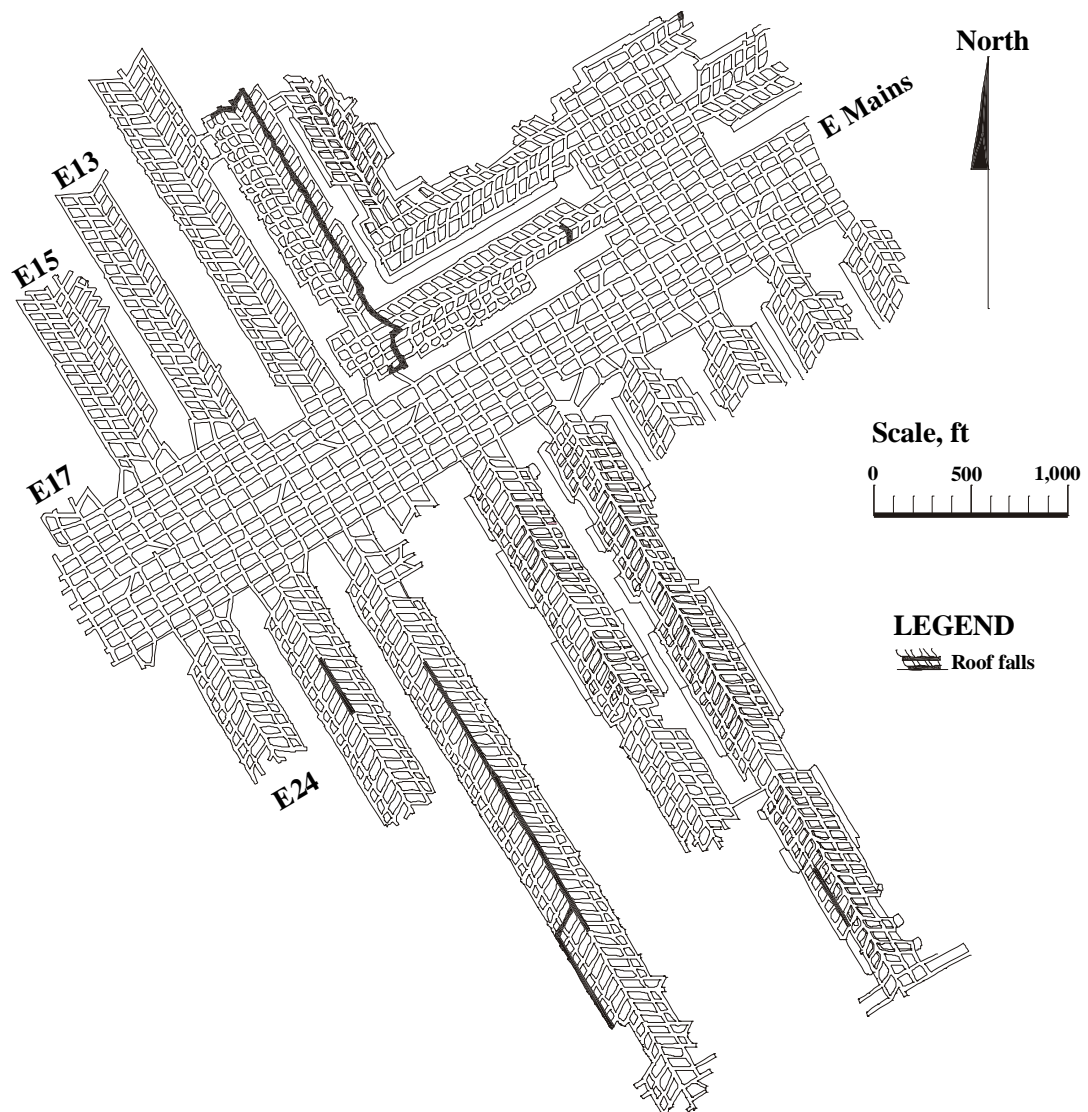 North
E Mains
E13
E15
Scale, ft
0 500 1,000
E17
LEGEND
Roof falls
E24